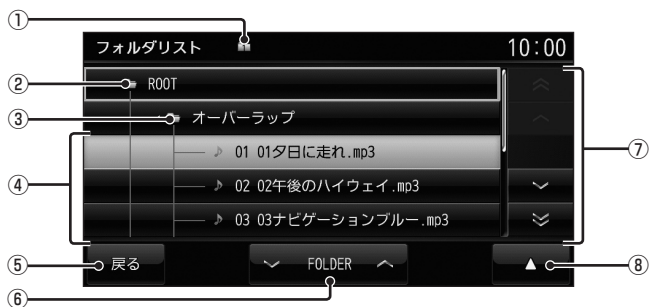 ①
フォルダリスト 10:00
② ROOT
③ オーバーラップ
④ 01 01夕日に走れ.mp3
⑦
02 02午後のハイウェイ.mp3
03 03ナビゲーションブルー.mp3
⑤ 戻る FOLDER ▲ ⑧
⑥